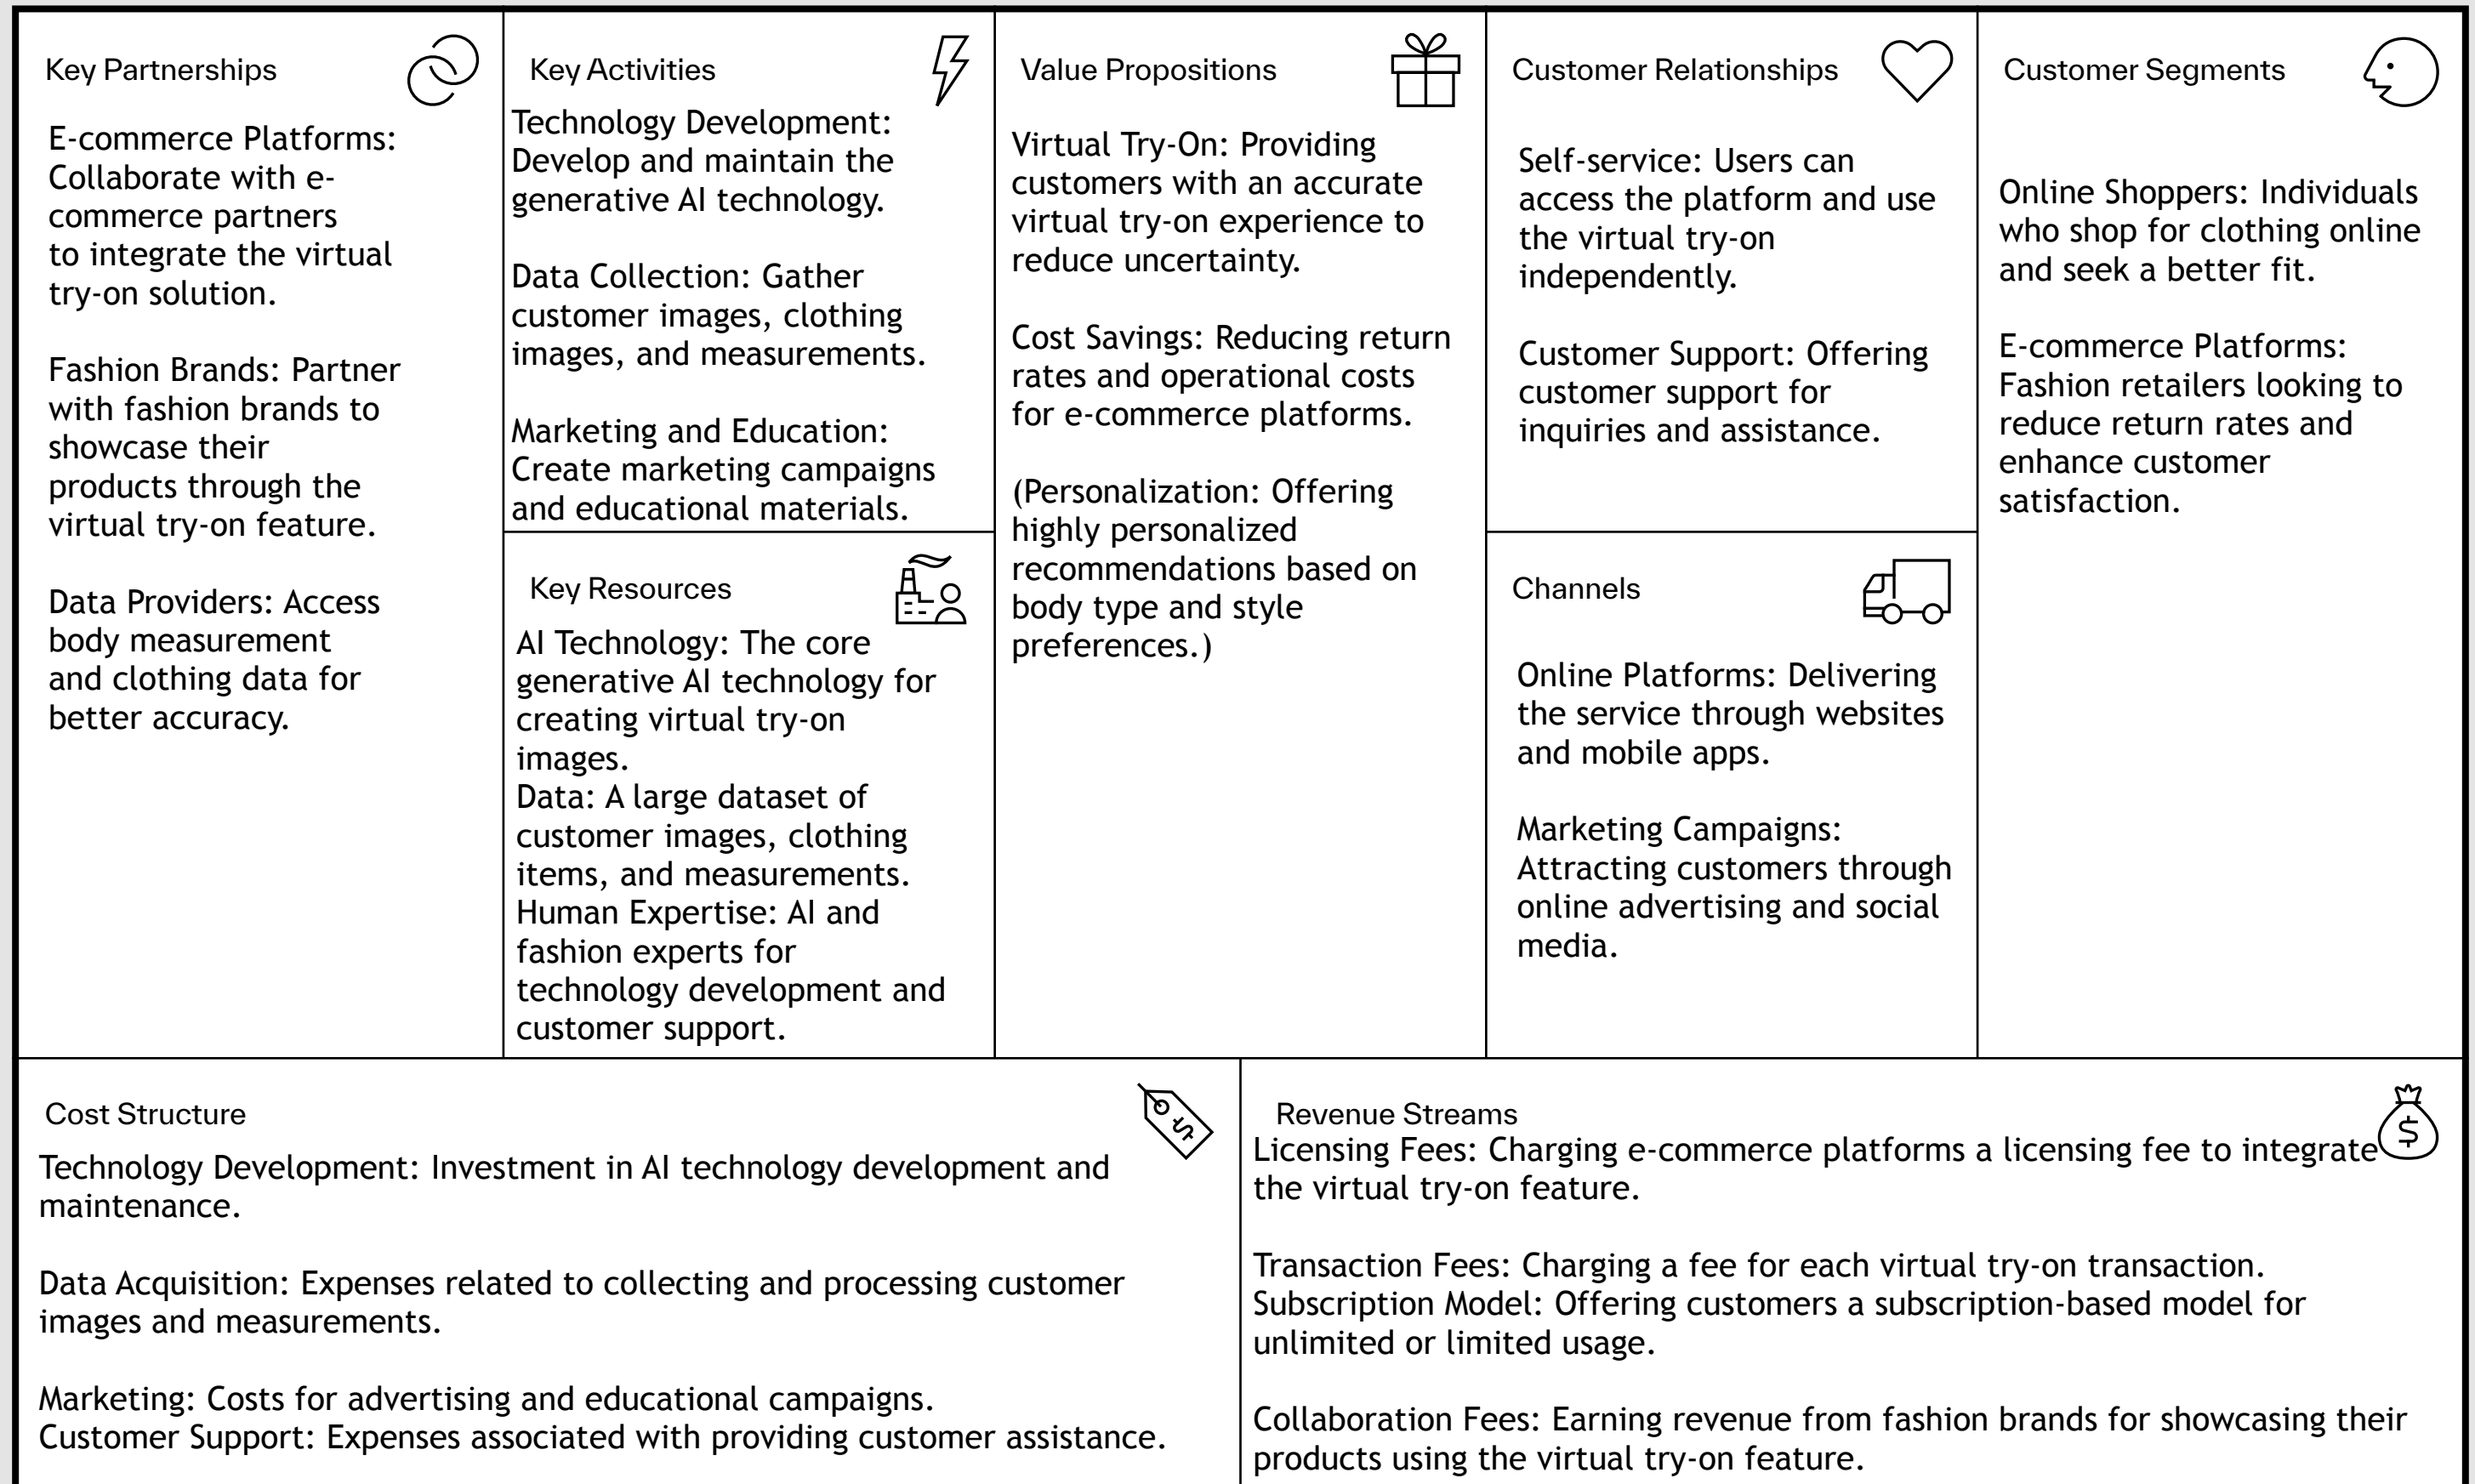 Key Partnerships
E-commerce Platforms:
Collaborate with e-
commerce partners
to integrate the virtual
try-on solution.
Fashion Brands: Partner
with fashion brands to
showcase their
products through the
virtual try-on feature.
Data Providers: Access
body measurement
and clothing data for
better accuracy.
Key Activities
Technology Development:
Develop and maintain the
generative AI technology.
Data Collection: Gather
customer images, clothing
images, and measurements.
Marketing and Education:
Create marketing campaigns
and educational materials.
Key Resources
AI Technology: The core
generative AI technology for
creating virtual try-on
images.
Data: A large dataset of
customer images, clothing
items, and measurements.
Human Expertise: AI and
fashion experts for
technology development and
customer support.
Value Propositions
Virtual Try-On: Providing
customers with an accurate
virtual try-on experience to
reduce uncertainty.
Cost Savings: Reducing return
rates and operational costs
for e-commerce platforms.
(Personalization: Offering
highly personalized
recommendations based on
body type and style
preferences.)
Customer Relationships
Self-service: Users can
access the platform and use
the virtual try-on
independently.
Customer Support: Offering
customer support for
inquiries and assistance.
Channels
Online Platforms: Delivering
the service through websites
and mobile apps.
Marketing Campaigns:
Attracting customers through
online advertising and social
media.
Customer Segments
Online Shoppers: Individuals
who shop for clothing online
and seek a better fit.
E-commerce Platforms:
Fashion retailers looking to
reduce return rates and
enhance customer
satisfaction.
Cost Structure
$
Technology Development: Investment in AI technology development and
maintenance.
Data Acquisition: Expenses related to collecting and processing customer
images and measurements.
Marketing: Costs for advertising and educational campaigns.
Customer Support: Expenses associated with providing customer assistance.
Revenue Streams
$
Licensing Fees: Charging e-commerce platforms a licensing fee to integrate
the virtual try-on feature.
Transaction Fees: Charging a fee for each virtual try-on transaction.
Subscription Model: Offering customers a subscription-based model for
unlimited or limited usage.
Collaboration Fees: Earning revenue from fashion brands for showcasing their
products using the virtual try-on feature.